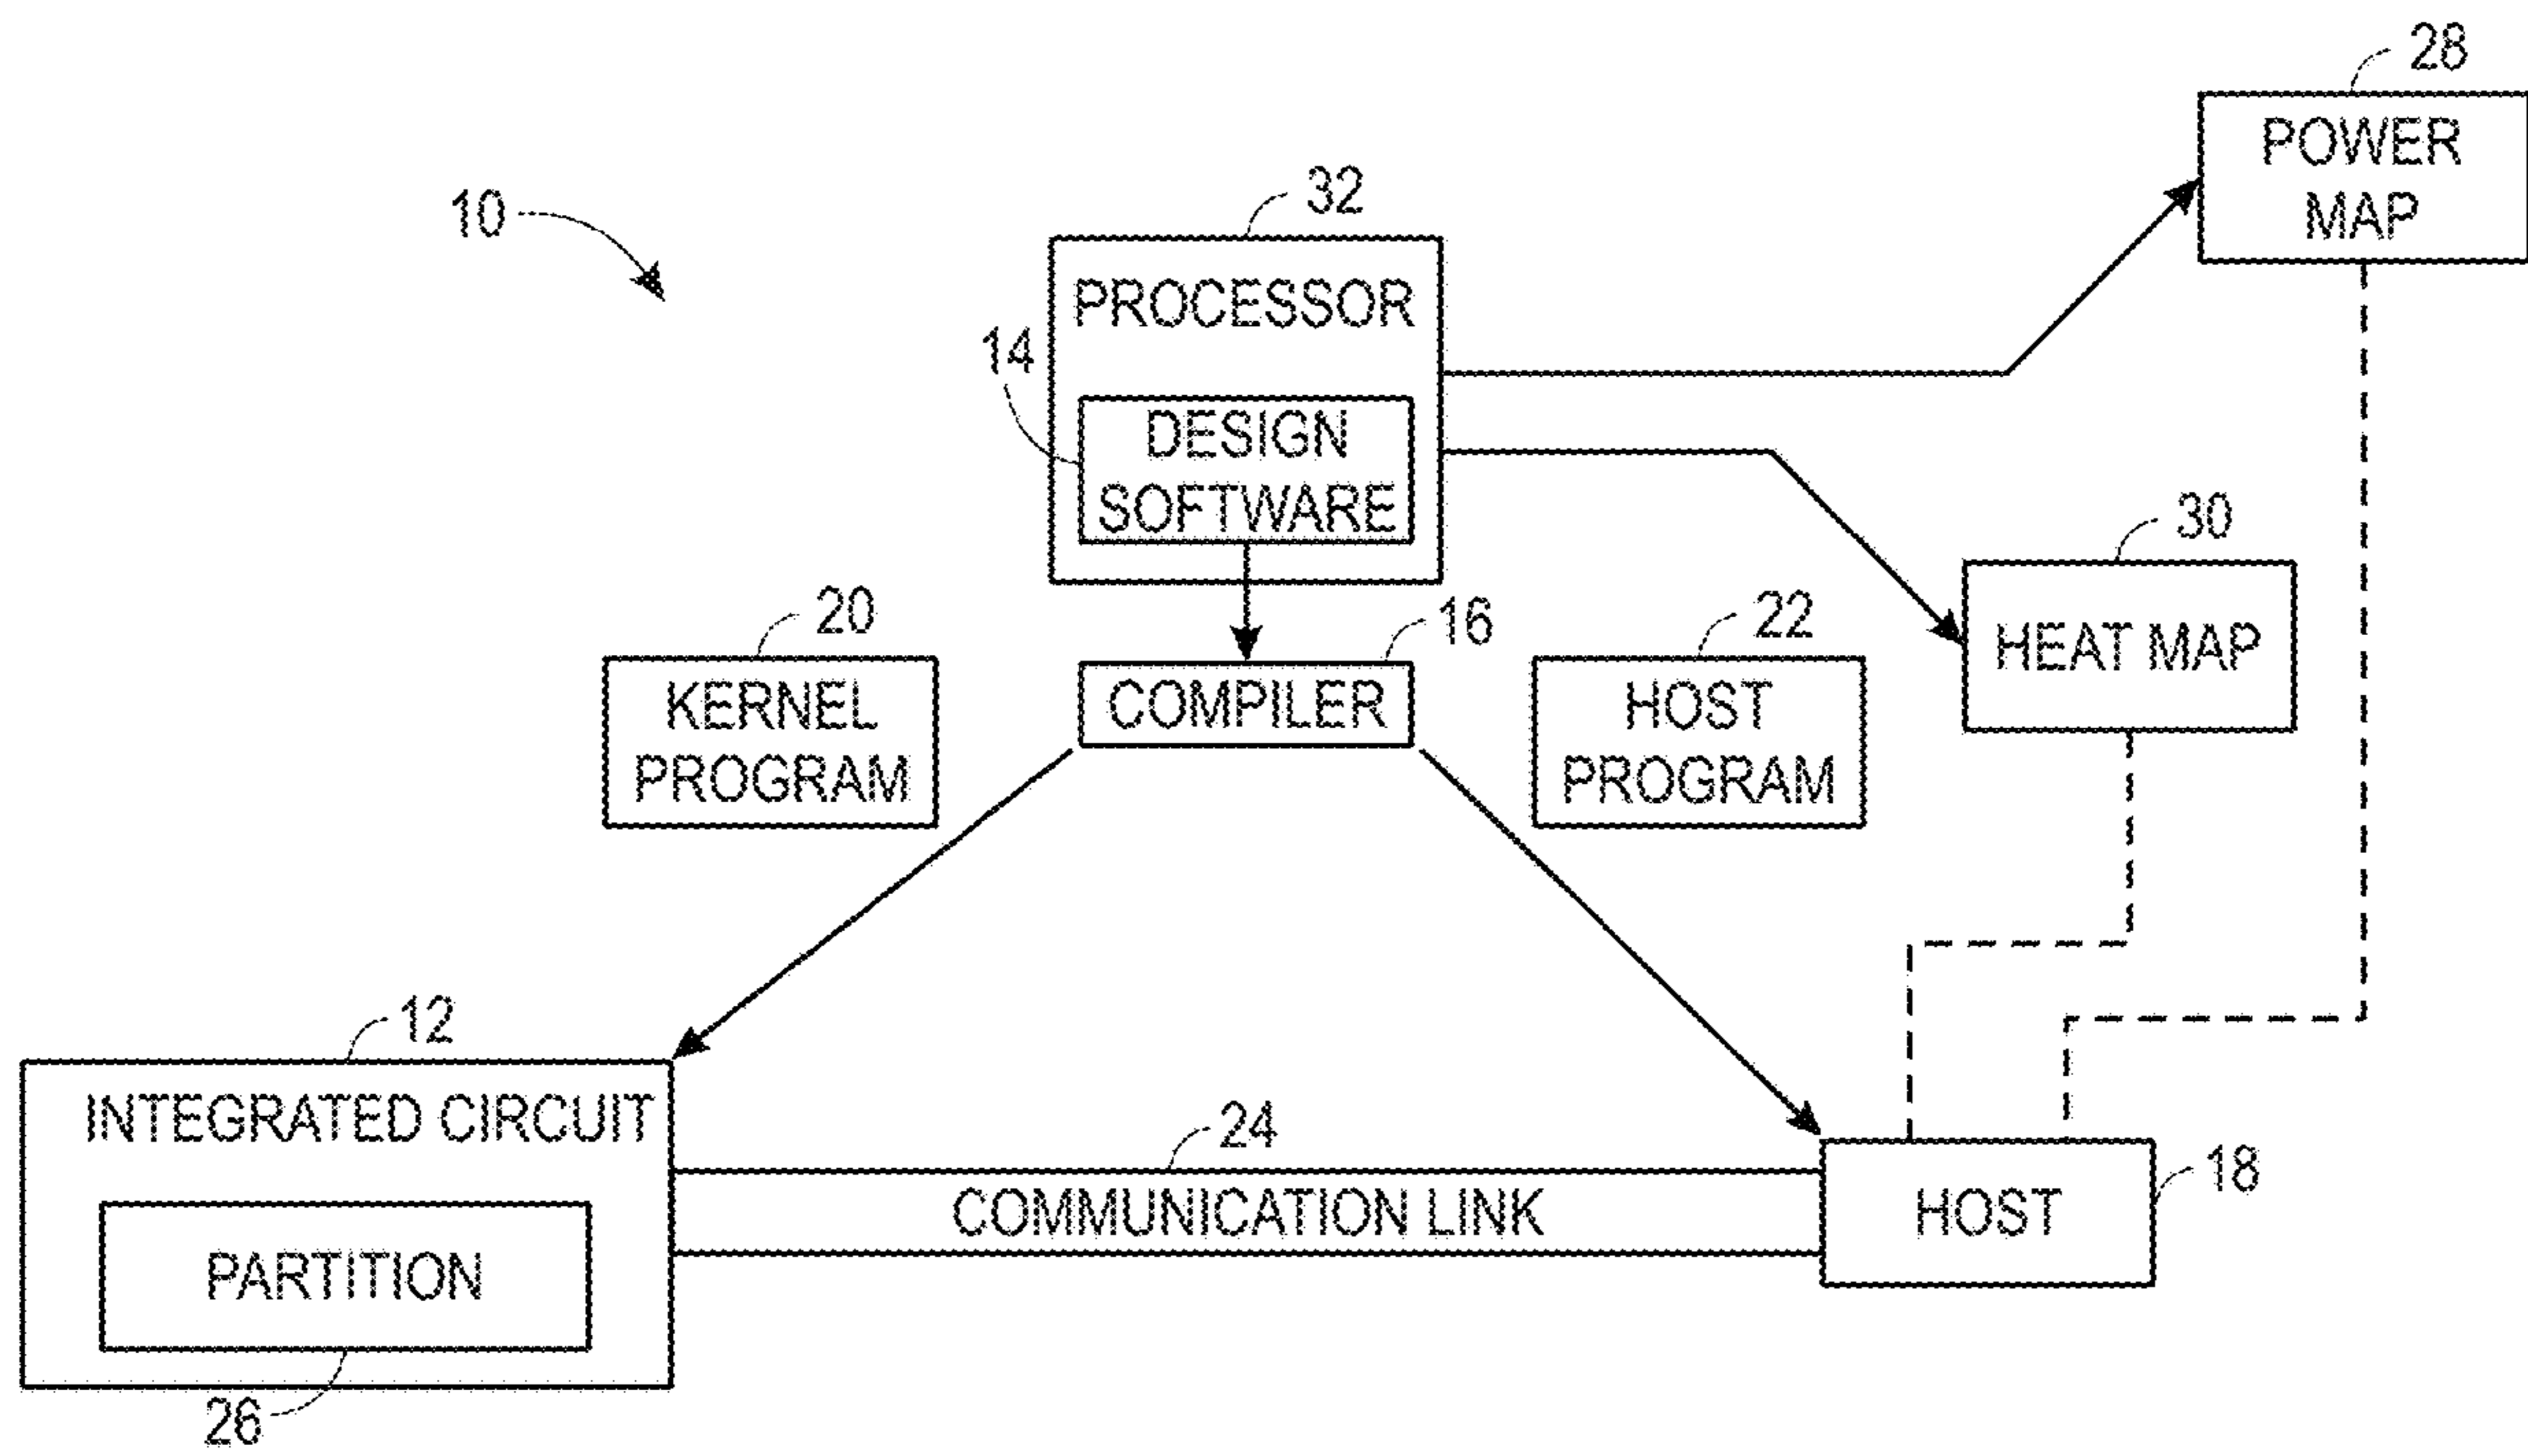 28
POWER
MAP
10
32
PROCESSOR
14
DESIGN
SOFTWARE
30
HEAT MAP
20
KERNEL
PROGRAM
16
COMPILER
22
HOST
PROGRAM
12
INTEGRATED CIRCUIT
24
COMMUNICATION LINK
18
HOST
PARTITION
26